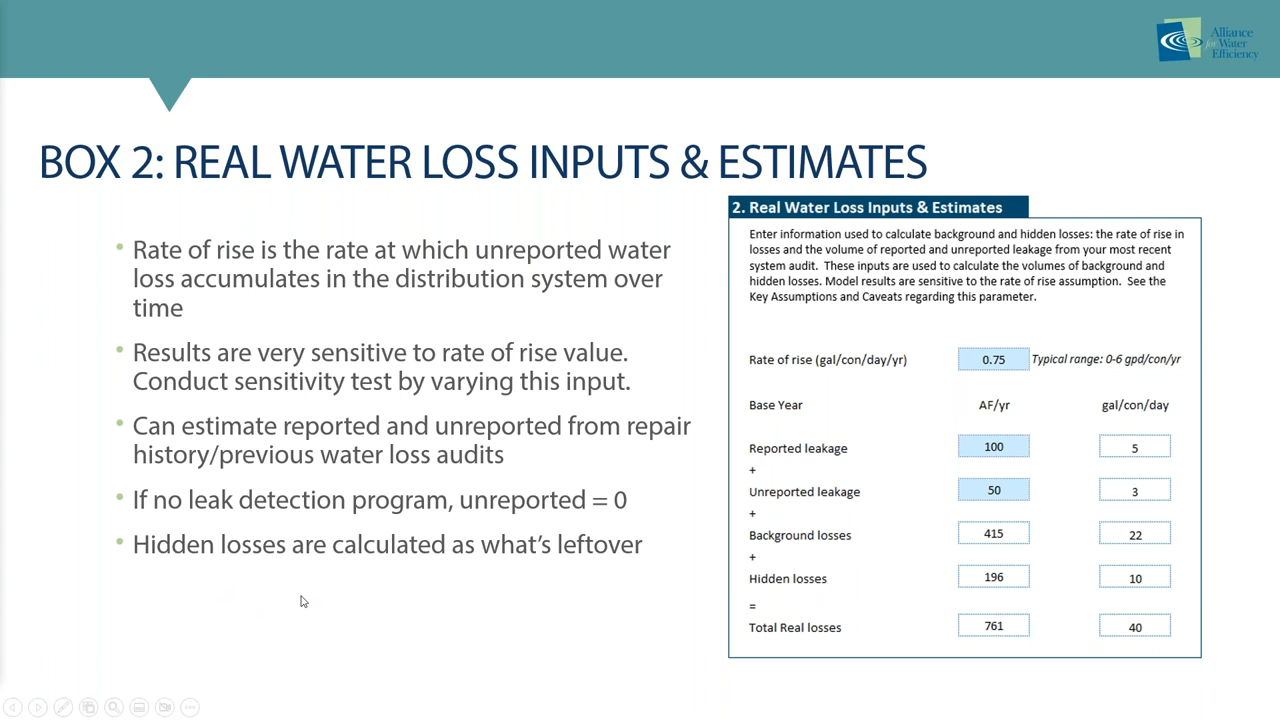 Alliance
for Water
Efficiency
BOX 2: REAL WATER LOSS INPUTS & ESTIMATES
• Rate of rise is the rate at which unreported water
loss accumulates in the distribution system over
time
• Results are very sensitive to rate of rise value.
Conduct sensitivity test by varying this input.
• Can estimate reported and unreported from repair
history/previous water loss audits
• If no leak detection program, unreported = 0
• Hidden losses are calculated as what’s leftover
2. Real Water Loss Inputs & Estimates
Enter information used to calculate background and hidden losses: the rate of rise in
losses and the volume of reported and unreported leakage from your most recent
system audit.  These inputs are used to calculate the volumes of background and
hidden losses. Model results are sensitive to the rate of rise assumption.  See the
Key Assumptions and Caveats regarding this parameter.
Rate of rise (gal/con/day/yr) 0.75 Typical range: 0-6 gpd/con/yr
Base Year AF/yr gal/con/day
Reported leakage 100 5
+
Unreported leakage 50 3
+
Background losses 415 22
+
Hidden losses 196 10
=
Total Real losses 761 40